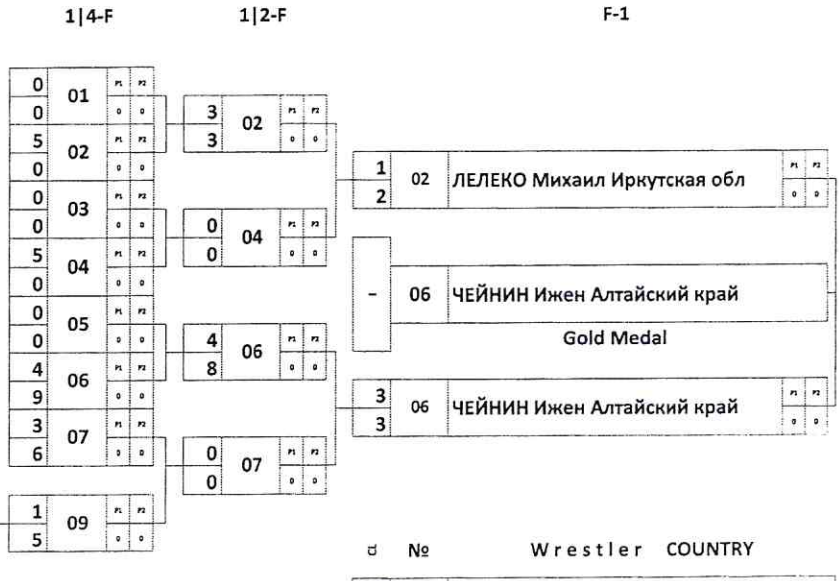 1|4-F 1|2-F F-1
0 0 01 P1 P2 0 0
5 0 02 P1 P2 0 0
0 0 03 P1 P2 0 0
5 0 04 P1 P2 0 0
0 0 05 P1 P2 0 0
4 9 06 P1 P2 0 0
3 6 07 P1 P2 0 0
1 5 09 P1 P2 0 0
3 3 02 P1 P2 0 0
0 0 04 P1 P2 0 0
4 8 06 P1 P2 0 0
0 0 07 P1 P2 0 0
1 2 02 ЛЕЛЕКО Михаил Иркутская обл P1 P2 0 0
- 06 ЧЕЙНИН Ижен Алтайский край
Gold Medal
3 3 06 ЧЕЙНИН Ижен Алтайский край P1 P2 0 0
№ Wrestler COUNTRY